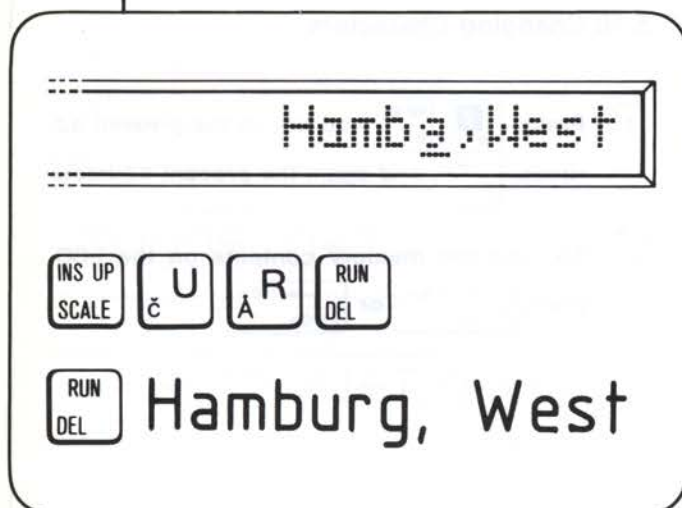 Hambg,West
INS UP
SCALE
č U
Å R
RUN
DEL
RUN
DEL
Hamburg, West